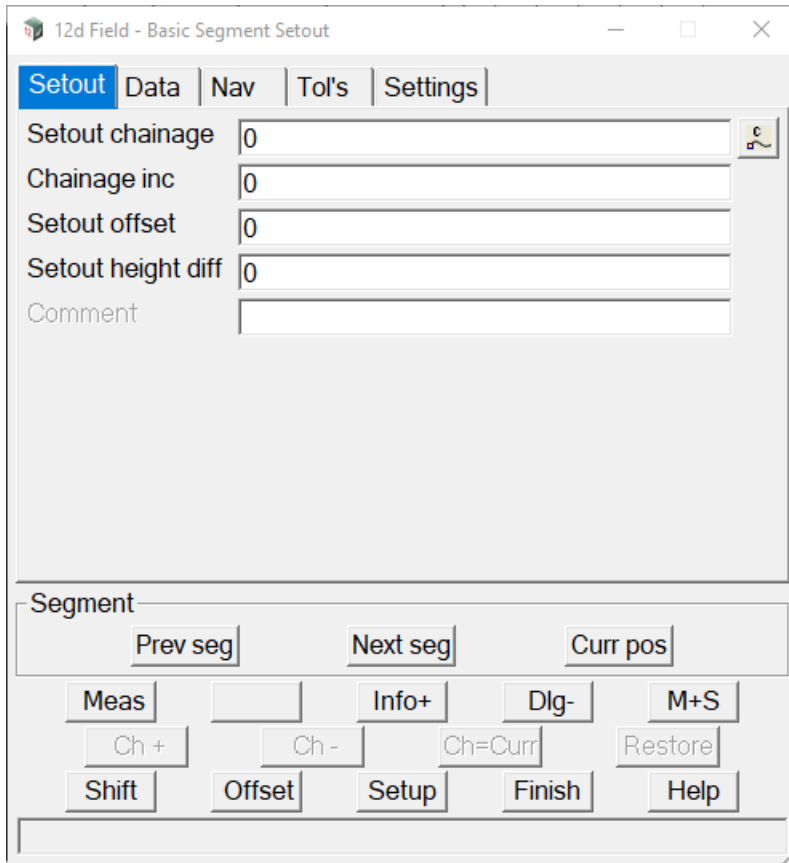 12d Field - Basic Segment Setout
Setout Data Nav Tol's Settings
Setout chainage 0 c
Chainage inc 0
Setout offset 0
Setout height diff 0
Comment
Segment
Prev seg Next seg Curr pos
Meas Info+ Dlg- M+S
Ch + Ch - Ch=Curr Restore
Shift Offset Setup Finish Help